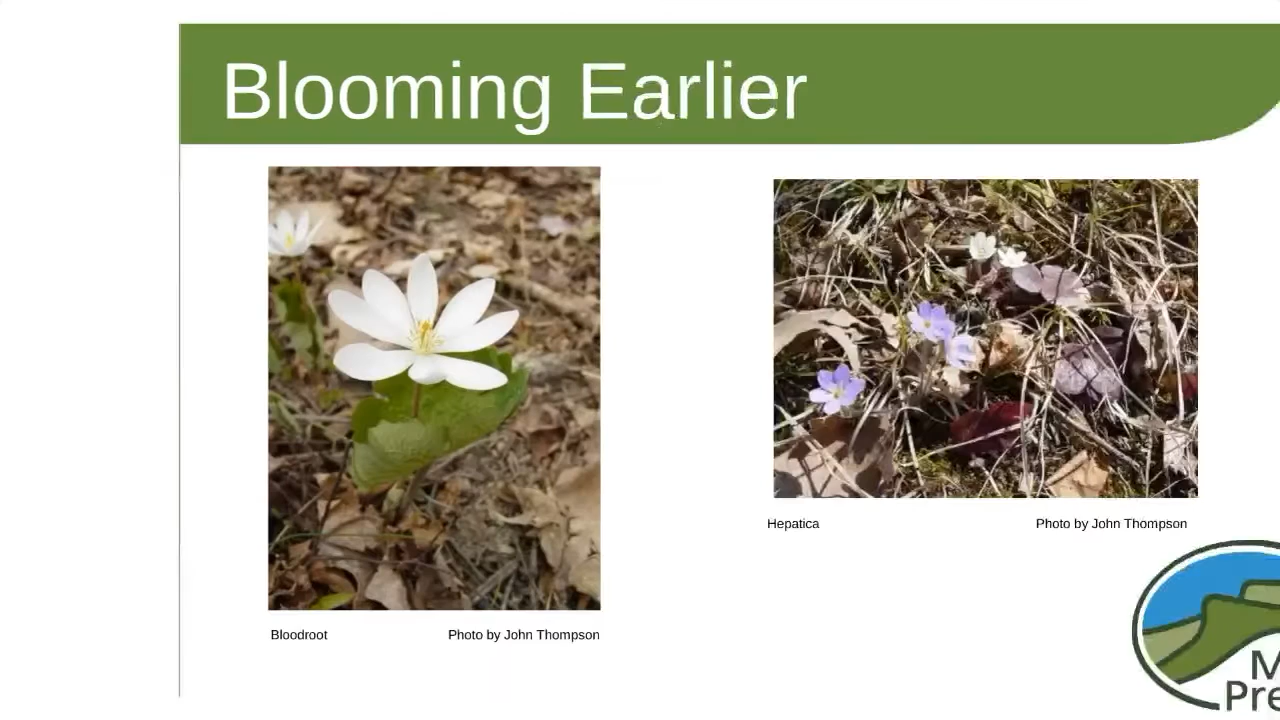 Blooming Earlier
Hepatica
Photo by John Thompson
Bloodroot
Photo by John Thompson